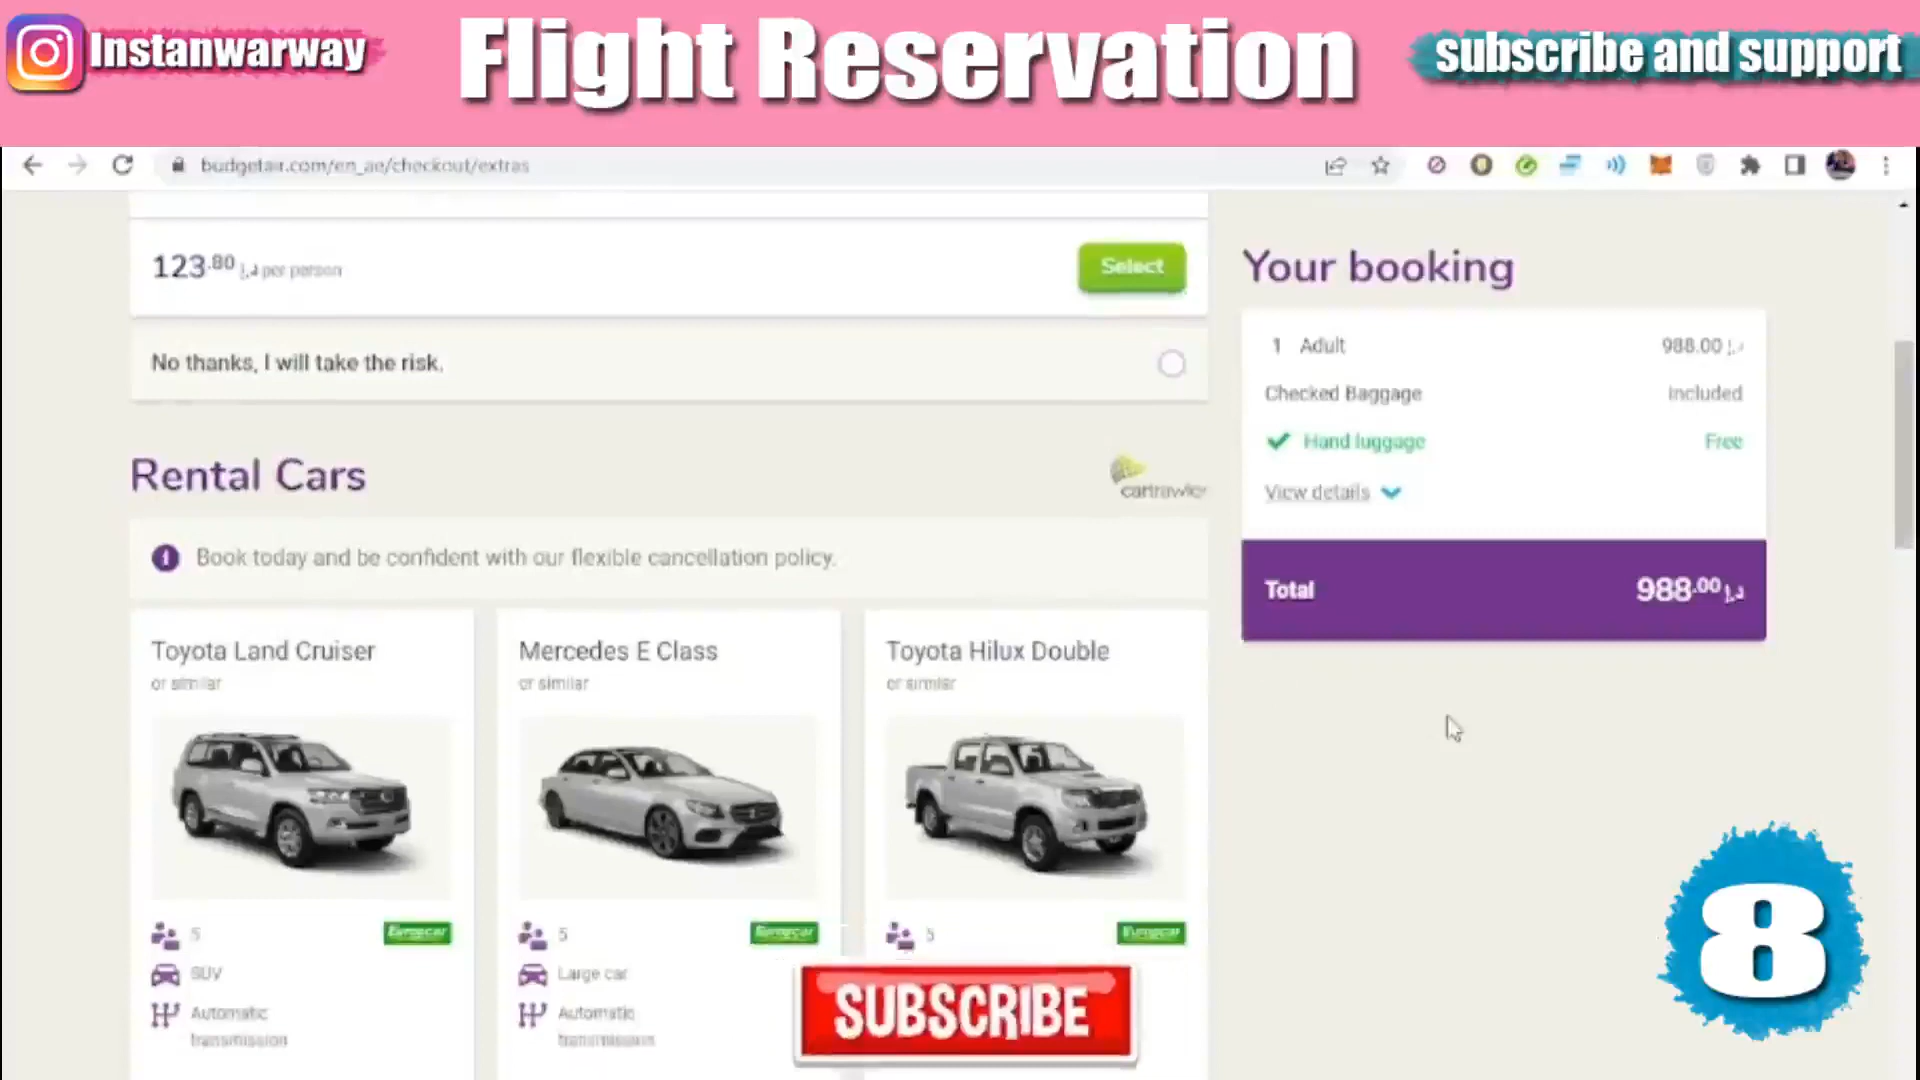 Instanwarway
Flight Reservation
subscribe and support
budgetair.com/en_ae/checkout/extras
123.80 د.إ per person
Select
No thanks, I will take the risk.
Rental Cars
cartrawler
Book today and be confident with our flexible cancellation policy.
Toyota Land Cruiser
or similar
5
Europcar
SUV
Automatic
transmission
Mercedes E Class
or similar
5
Europcar
Large car
Automatic
transmission
Toyota Hilux Double
or similar
5
Europcar
Your booking
1 Adult 988.00 د.إ
Checked Baggage Included
Hand luggage Free
View details
Total 988.00 د.إ
SUBSCRIBE
8